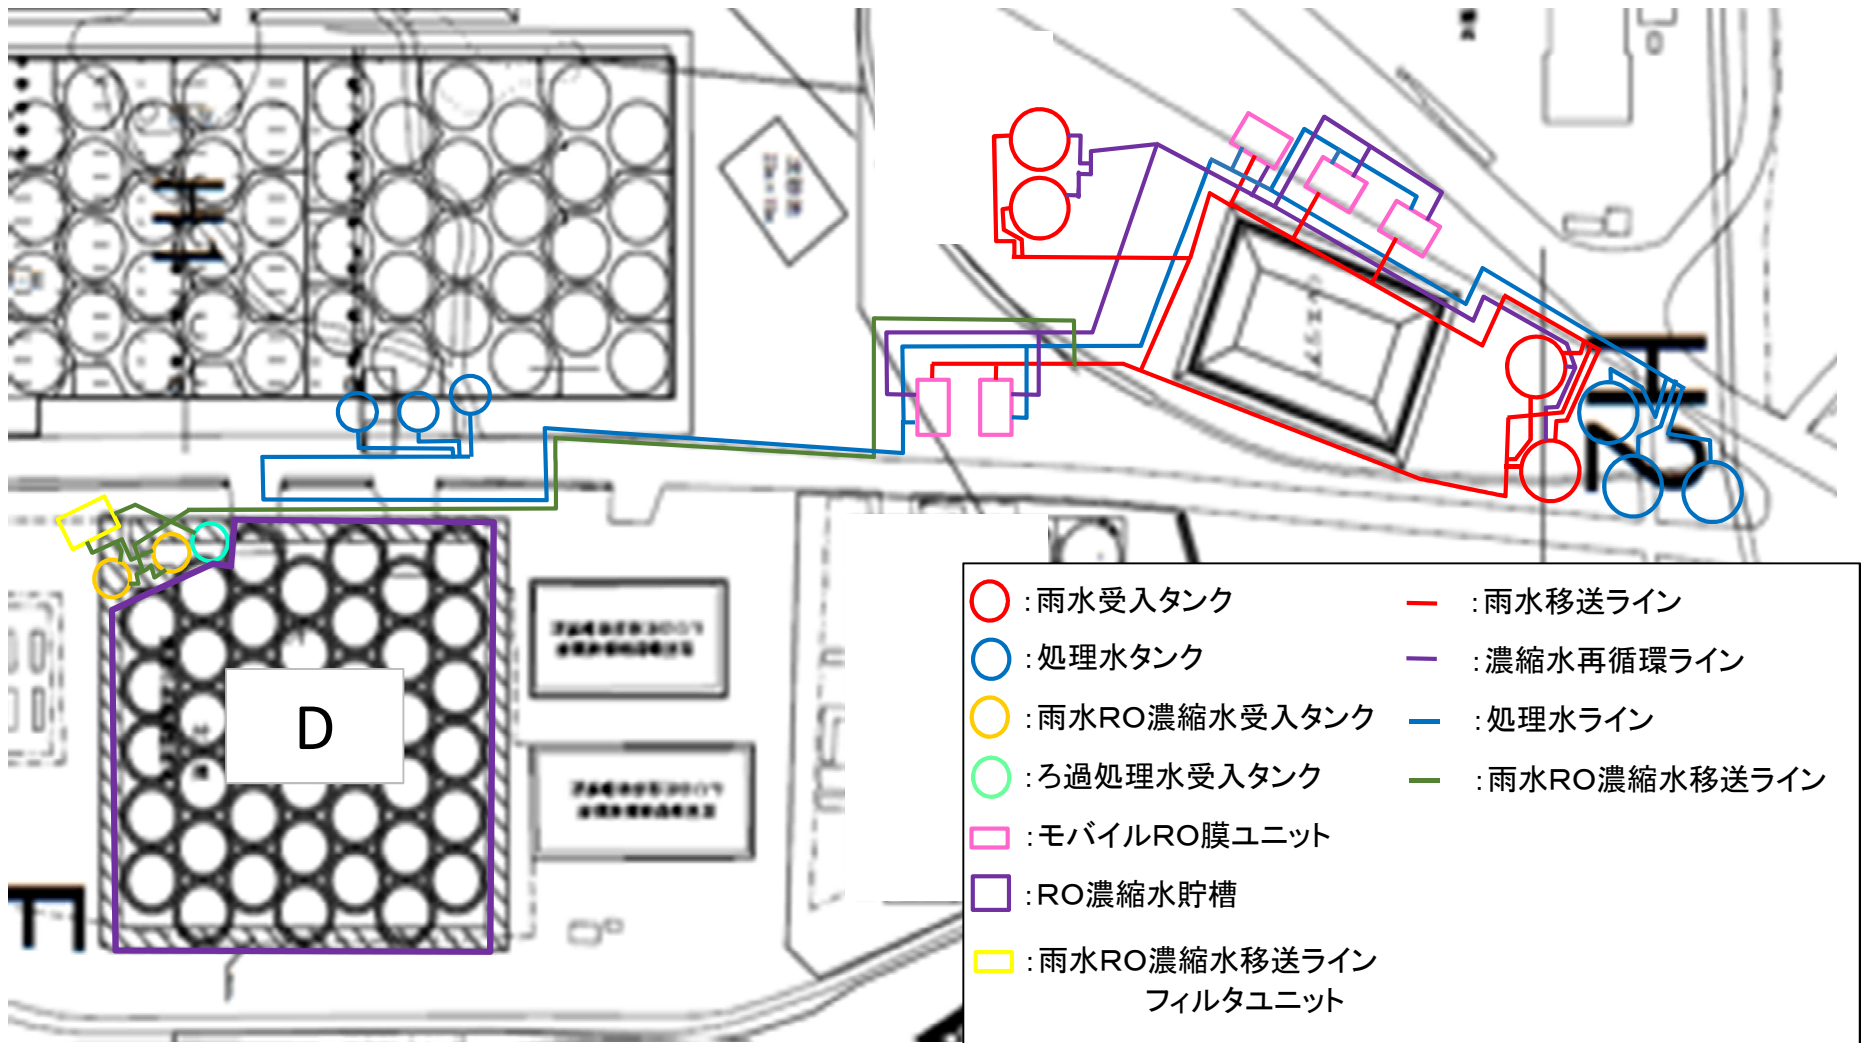 H1
H2
D
F
○:雨水受入タンク
:処理水タンク
:雨水RO濃縮水受入タンク
:ろ過処理水受入タンク
:モバイルRO膜ユニット
:RO濃縮水貯槽
:雨水RO濃縮水移送ライン
フィルタユニット
:雨水移送ライン
:濃縮水再循環ライン
:処理水ライン
:雨水RO濃縮水移送ライン